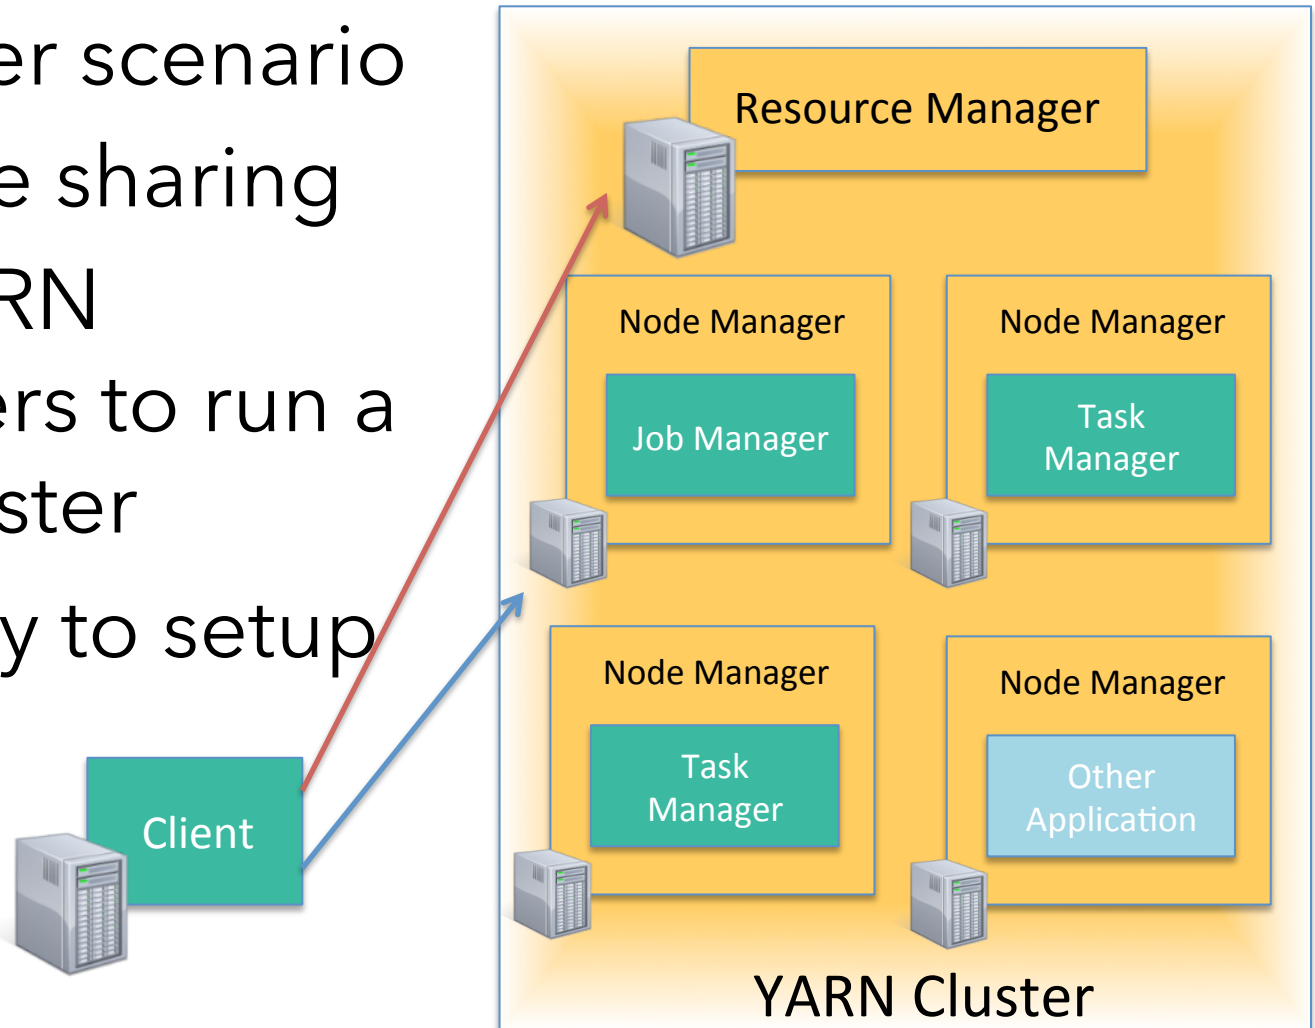 er scenario
e sharing
RN
ers to run a
ster
y to setup
Client
Resource Manager
Node Manager
Job Manager
Node Manager
Task
Manager
Node Manager
Task
Manager
Node Manager
Other
Application
YARN Cluster